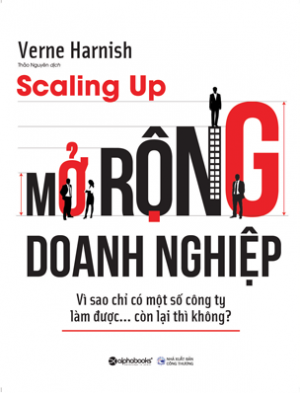 Verne Harnish
Thảo Nguyên dịch
Scaling Up
MỞ RỘNG
DOANH NGHIỆP
Vì sao chỉ có một số công ty
làm được... còn lại thì không?
alphabooks
NHÀ XUẤT BẢN
CÔNG THƯƠNG